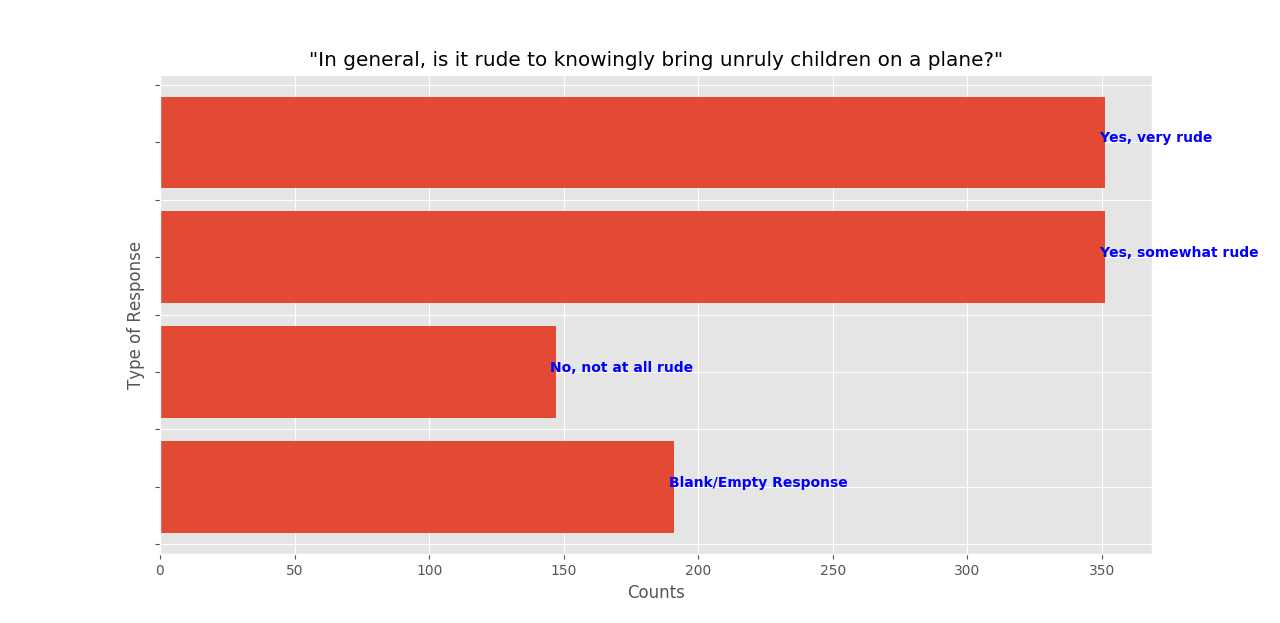 "In general, is it rude to knowingly bring unruly children on a plane?"
Yes, very rude
Yes, somewhat rude
No, not at all rude
Blank/Empty Response
Type of Response
0 50 100 150 200 250 300 350
Counts